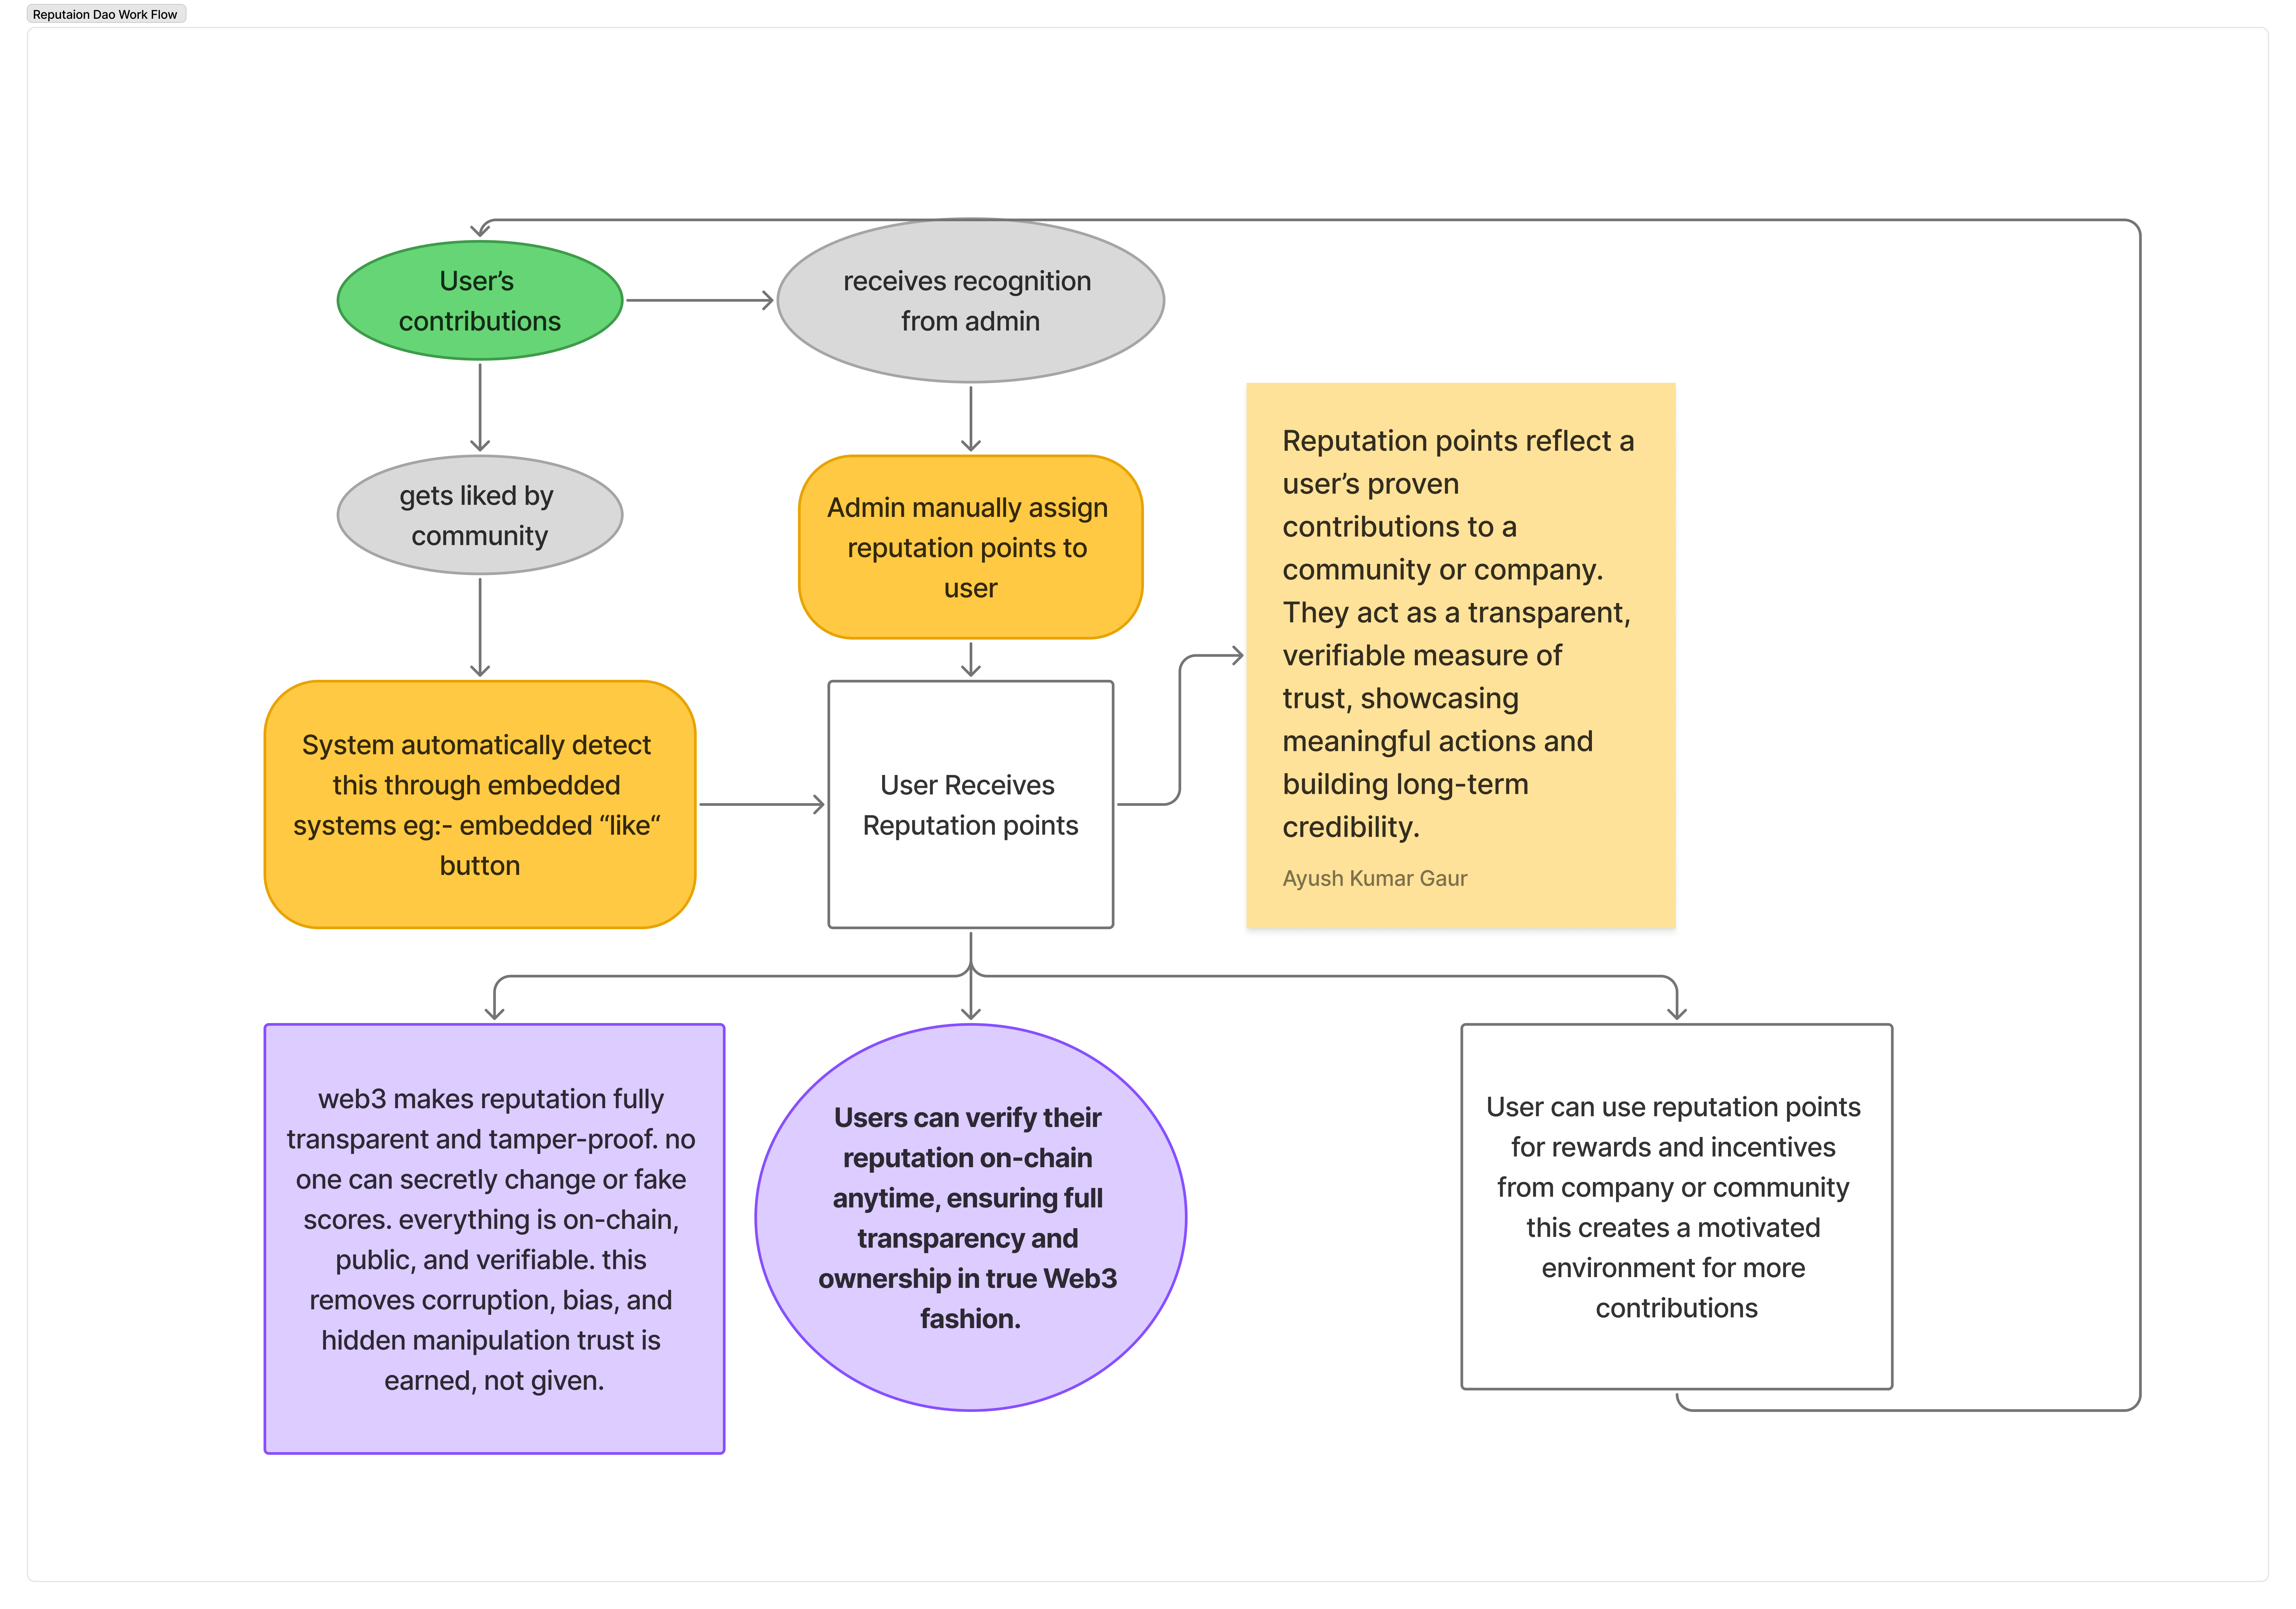 Reputaion Dao Work Flow
User’s
contributions
receives recognition
from admin
gets liked by
community
Admin manually assign
reputation points to
user
Reputation points reflect a
user’s proven
contributions to a
community or company.
They act as a transparent,
verifiable measure of
trust, showcasing
meaningful actions and
building long-term
credibility.
Ayush Kumar Gaur
System automatically detect
this through embedded
systems eg:- embedded “like“
button
User Receives
Reputation points
web3 makes reputation fully
transparent and tamper-proof. no
one can secretly change or fake
scores. everything is on-chain,
public, and verifiable. this
removes corruption, bias, and
hidden manipulation trust is
earned, not given.
Users can verify their
reputation on-chain
anytime, ensuring full
transparency and
ownership in true Web3
fashion.
User can use reputation points
for rewards and incentives
from company or community
this creates a motivated
environment for more
contributions